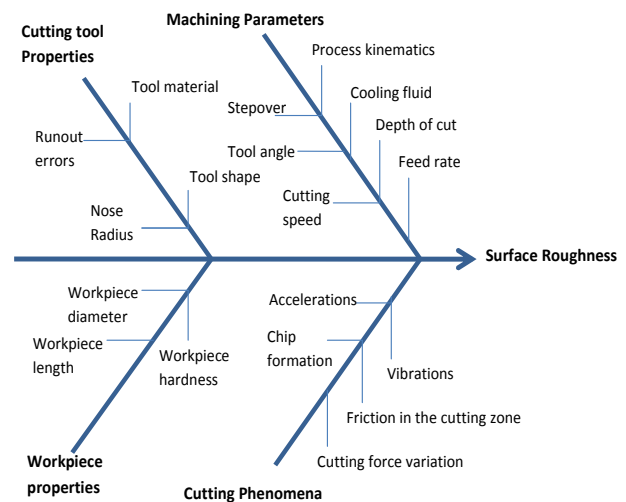 Machining Parameters
Cutting tool
Properties
Process kinematics
Tool material
Cooling fluid
Stepover
Depth of cut
Runout
errors
Tool angle
Feed rate
Tool shape
Cutting
speed
Nose
Radius
Surface Roughness
Workpiece
diameter
Accelerations
Workpiece
length
Chip
formation
Workpiece
hardness
Vibrations
Friction in the cutting zone
Workpiece
properties
Cutting force variation
Cutting Phenomena